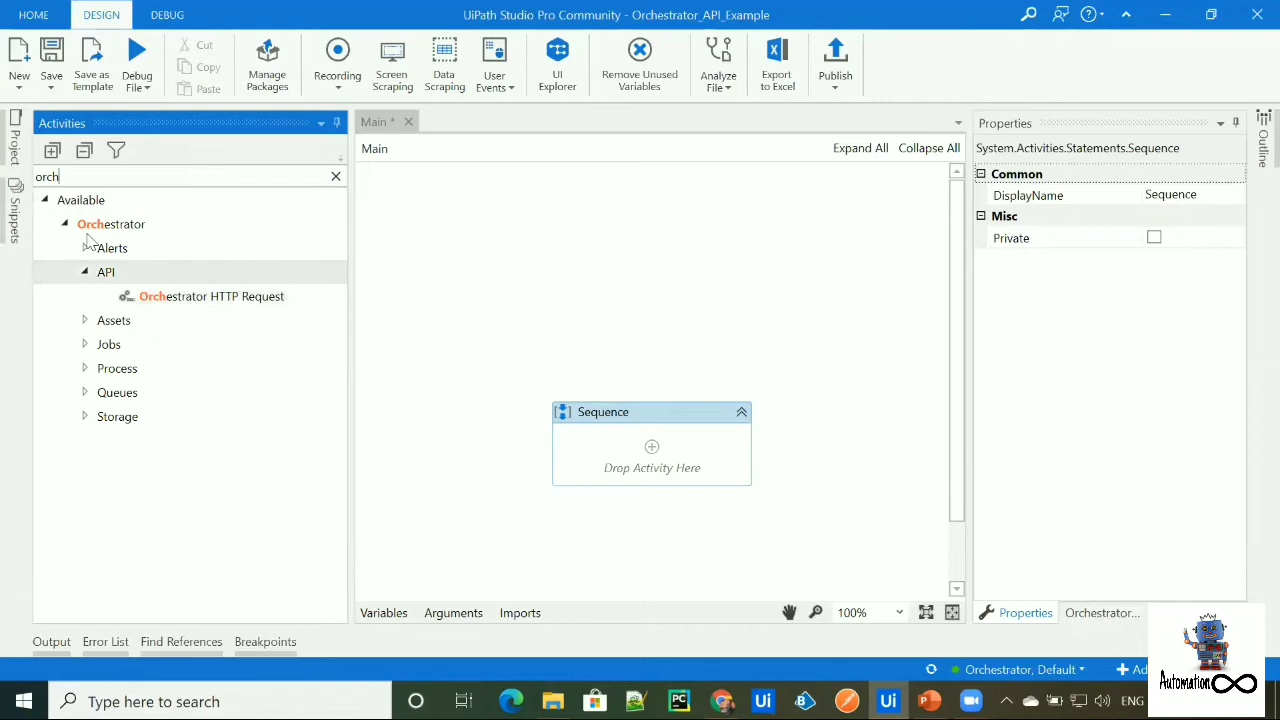 HOME DESIGN DEBUG UiPath Studio Pro Community - Orchestrator_API_Example
New Save Save as Template Debug File Cut Copy Paste Manage Packages Recording Screen Scraping Data Scraping User Events UI Explorer Remove Unused Variables Analyze File Export to Excel Publish
Project
Snippets
Activities
orch
Available
Orchestrator
Alerts
API
Orchestrator HTTP Request
Assets
Jobs
Process
Queues
Storage
Main *
Main Expand All Collapse All
Sequence
Drop Activity Here
Variables Arguments Imports 100%
Properties
System.Activities.Statements.Sequence
Common
DisplayName Sequence
Misc
Private
Outline
Properties Orchestrator...
Output Error List Find References Breakpoints
Orchestrator, Default
Automation
Type here to search
Ui Ui ENG